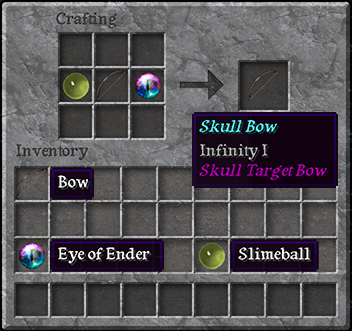 Crafting
Skull Bow
Infinity I
Skull Target Bow
Inventory
Bow
Eye of Ender
Slimeball